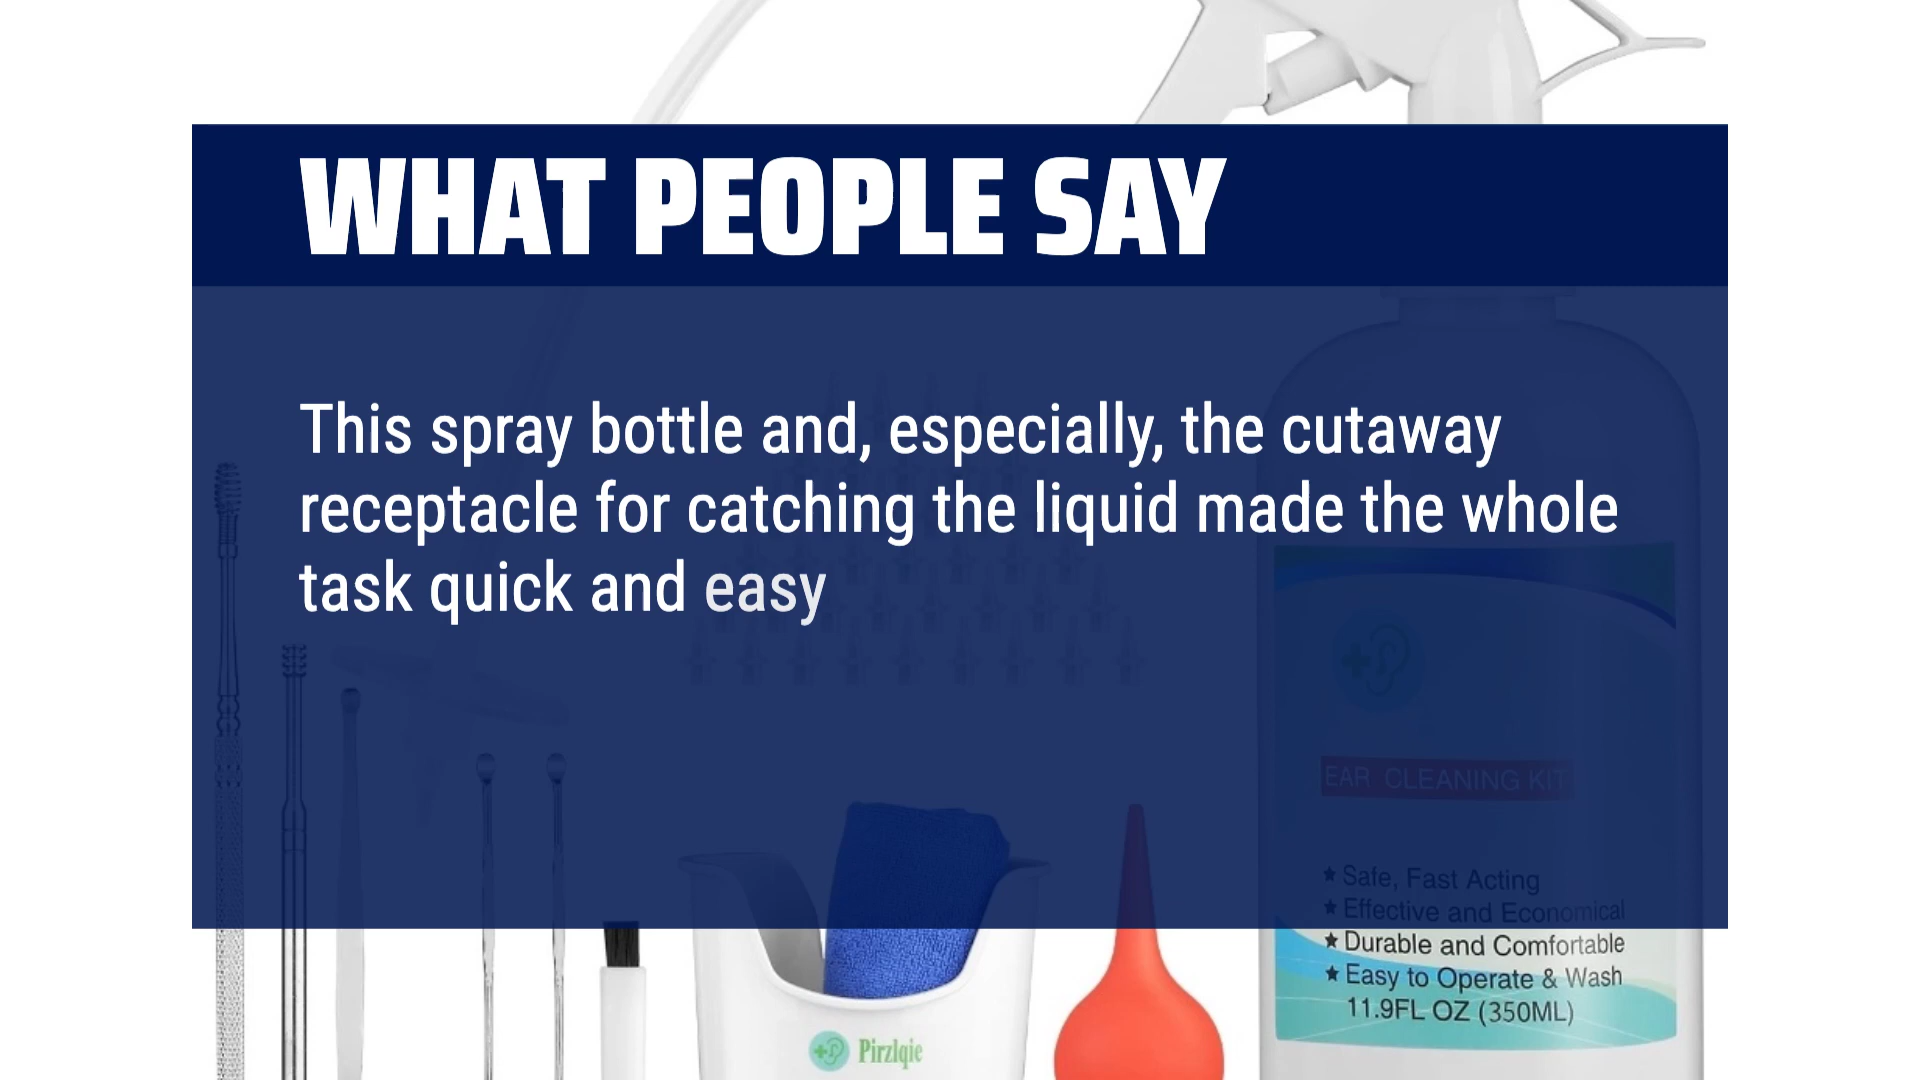 WHAT PEOPLE SAY
This spray bottle and, especially, the cutaway
receptacle for catching the liquid made the whole
task quick and easy
EAR CLEANING KIT
★ Safe, Fast Acting
★ Effective and Economical
★ Durable and Comfortable
★ Easy to Operate & Wash
11.9FL OZ (350ML)
Pirzlqie